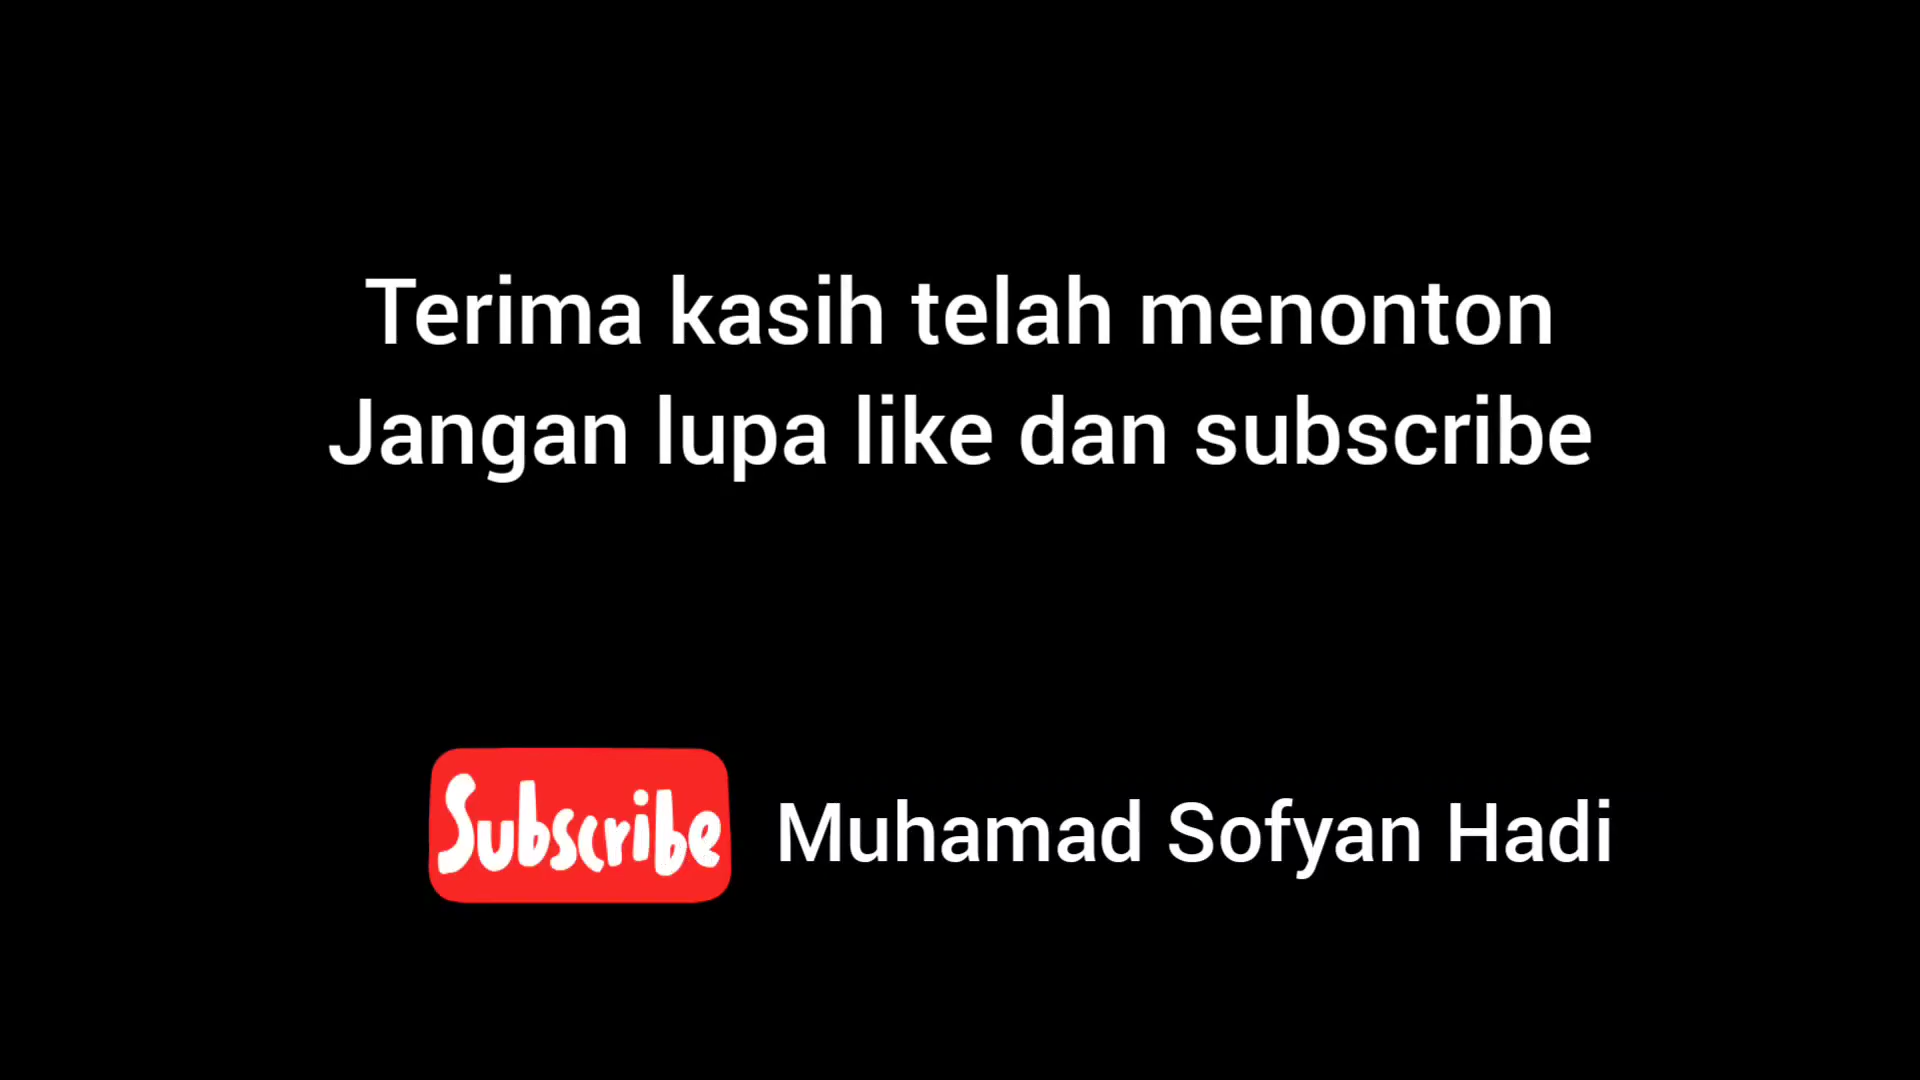 Terima kasih telah menonton
Jangan lupa like dan subscribe
Subscribe Muhamad Sofyan Hadi